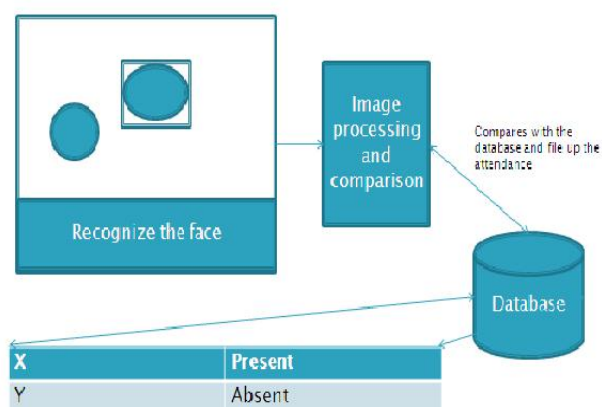 Recognize the face
Image
processing
and
comparison
Compares with the
database and file up the
attendance
Database
X Present
Y Absent